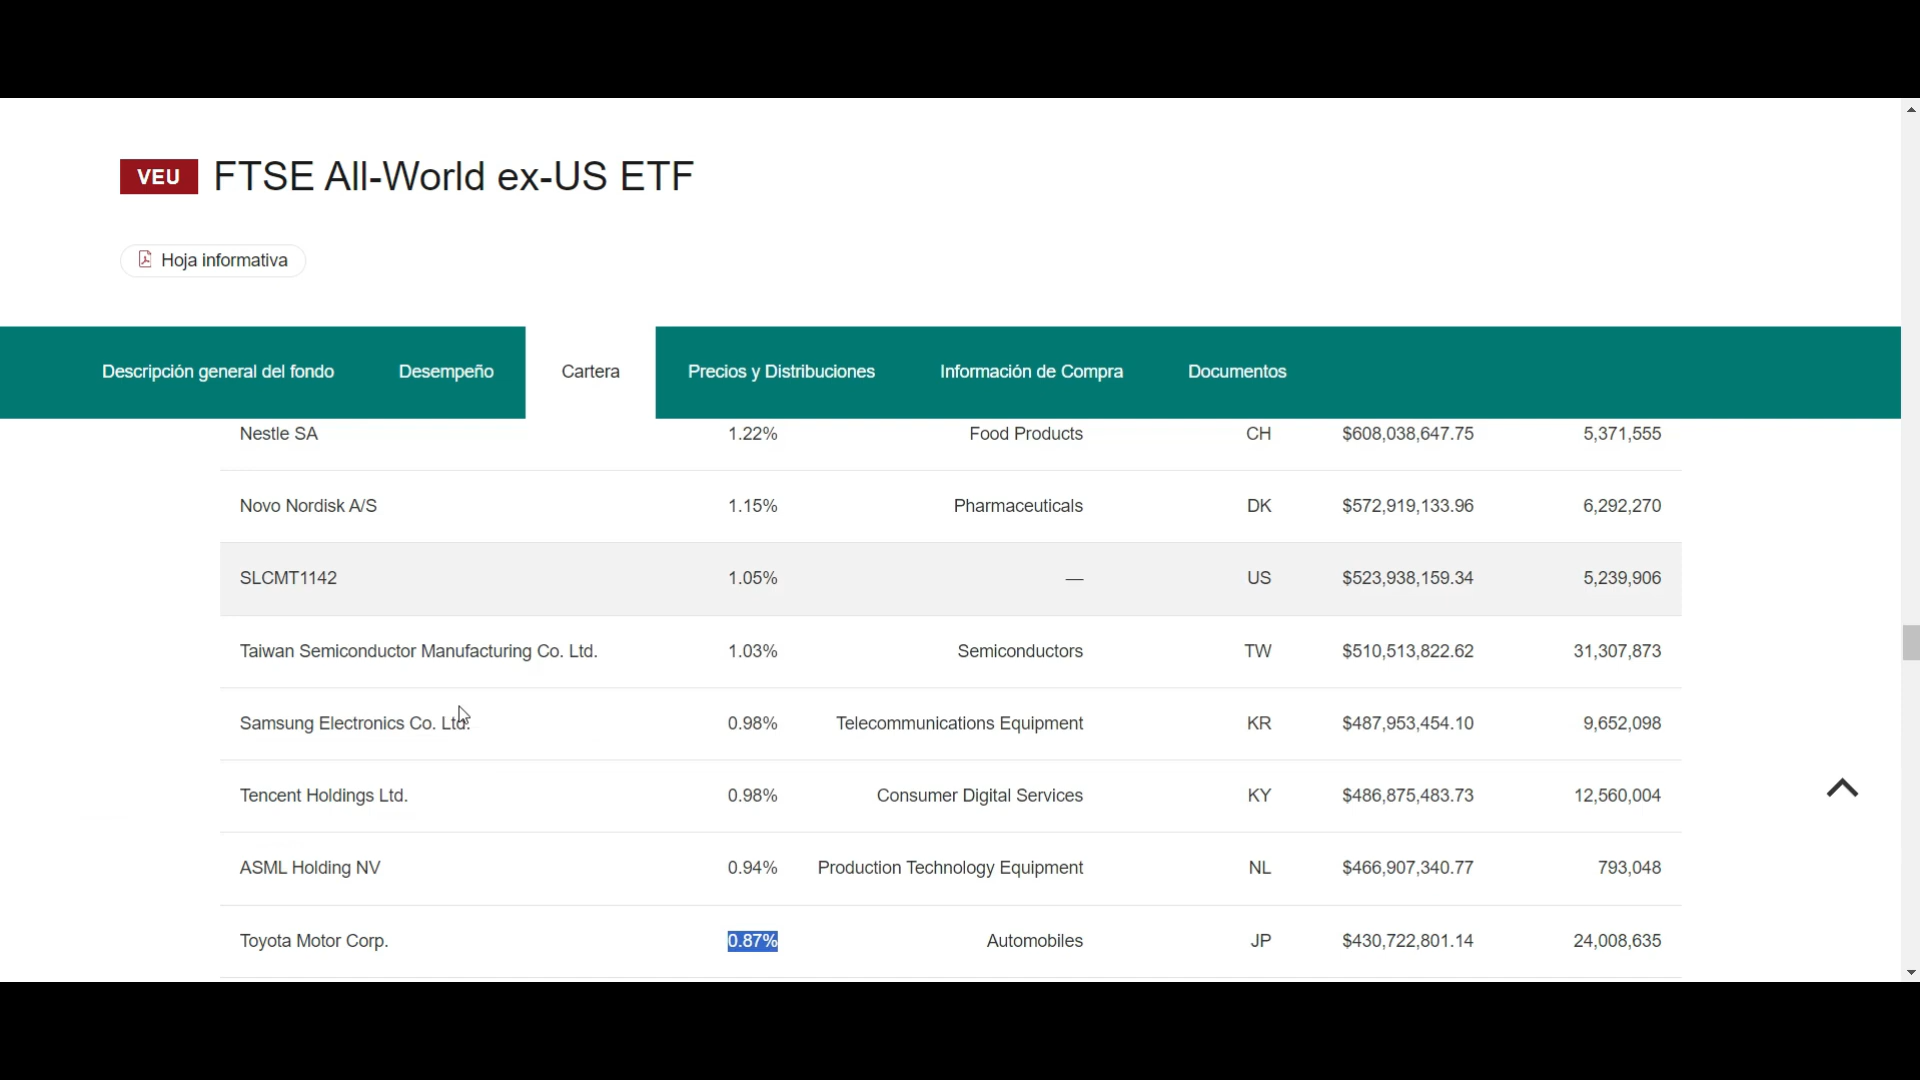 VEU FTSE All-World ex-US ETF
Hoja informativa
Descripción general del fondo Desempeño Cartera Precios y Distribuciones Información de Compra Documentos
Nestle SA 1.22% Food Products CH $608,038,647.75 5,371,555
Novo Nordisk A/S 1.15% Pharmaceuticals DK $572,919,133.96 6,292,270
SLCMT1142 1.05% — US $523,938,159.34 5,239,906
Taiwan Semiconductor Manufacturing Co. Ltd. 1.03% Semiconductors TW $510,513,822.62 31,307,873
Samsung Electronics Co. Ltd. 0.98% Telecommunications Equipment KR $487,953,454.10 9,652,098
Tencent Holdings Ltd. 0.98% Consumer Digital Services KY $486,875,483.73 12,560,004
ASML Holding NV 0.94% Production Technology Equipment NL $466,907,340.77 793,048
Toyota Motor Corp. 0.87% Automobiles JP $430,722,801.14 24,008,635